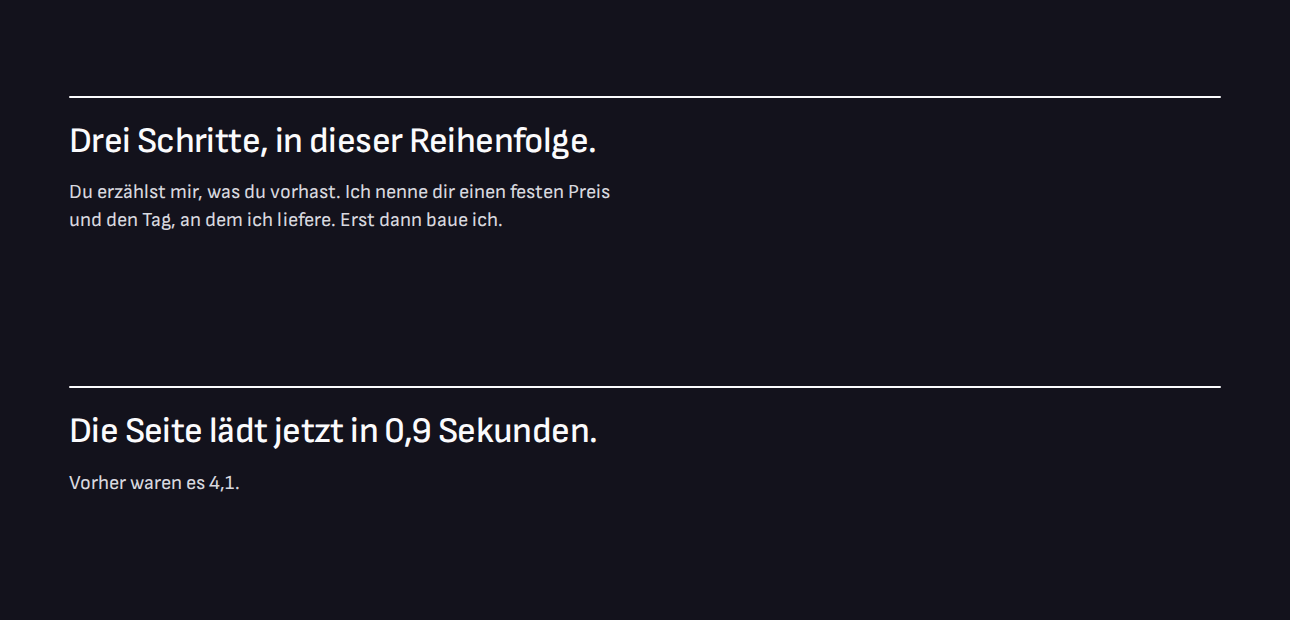 Drei Schritte, in dieser Reihenfolge.
Du erzählst mir, was du vorhast. Ich nenne dir einen festen Preis
und den Tag, an dem ich liefere. Erst dann baue ich.
Die Seite lädt jetzt in 0,9 Sekunden.
Vorher waren es 4,1.